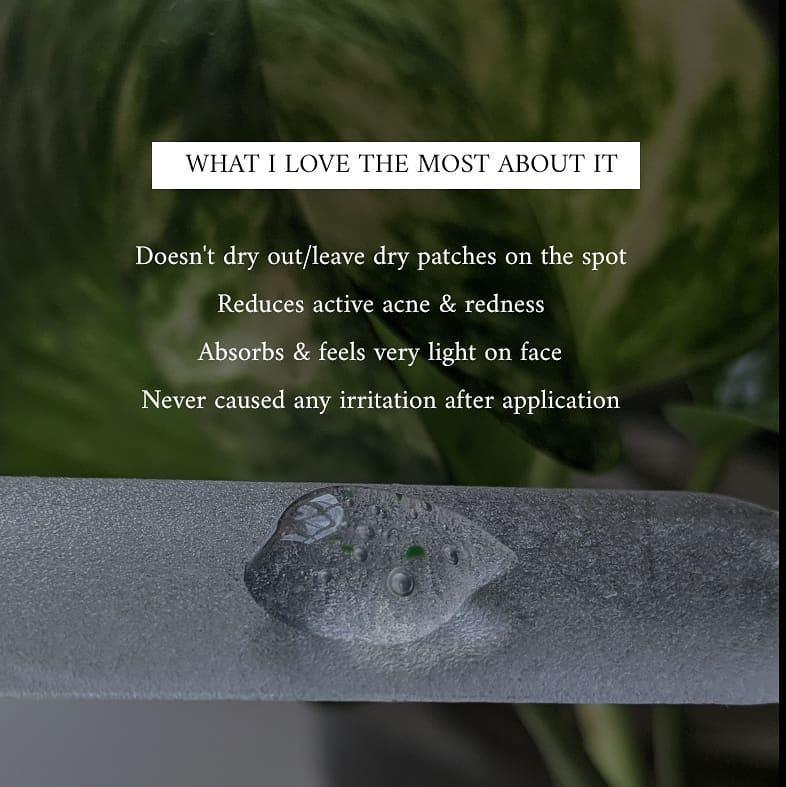 WHAT I LOVE THE MOST ABOUT IT
Doesn't dry out/leave dry patches on the spot
Reduces active acne & redness
Absorbs & feels very light on face
Never caused any irritation after application